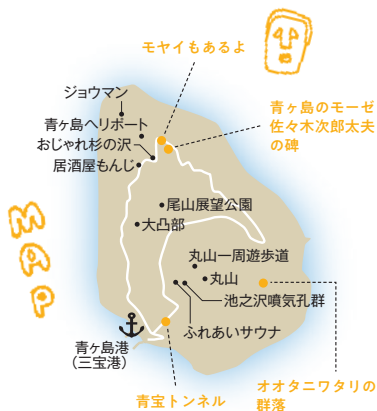 モヤイもあるよ
ジョウマン
青ヶ島のモーゼ
佐々木次郎太夫
の碑
青ヶ島ヘリポート
おじゃれ杉の沢
居酒屋もんじ
尾山展望公園
大凸部
MAP
丸山一周遊歩道
丸山
池之沢噴気孔群
ふれあいサウナ
青ヶ島港
(三宝港)
青宝トンネル
オオタニワタリの
群落